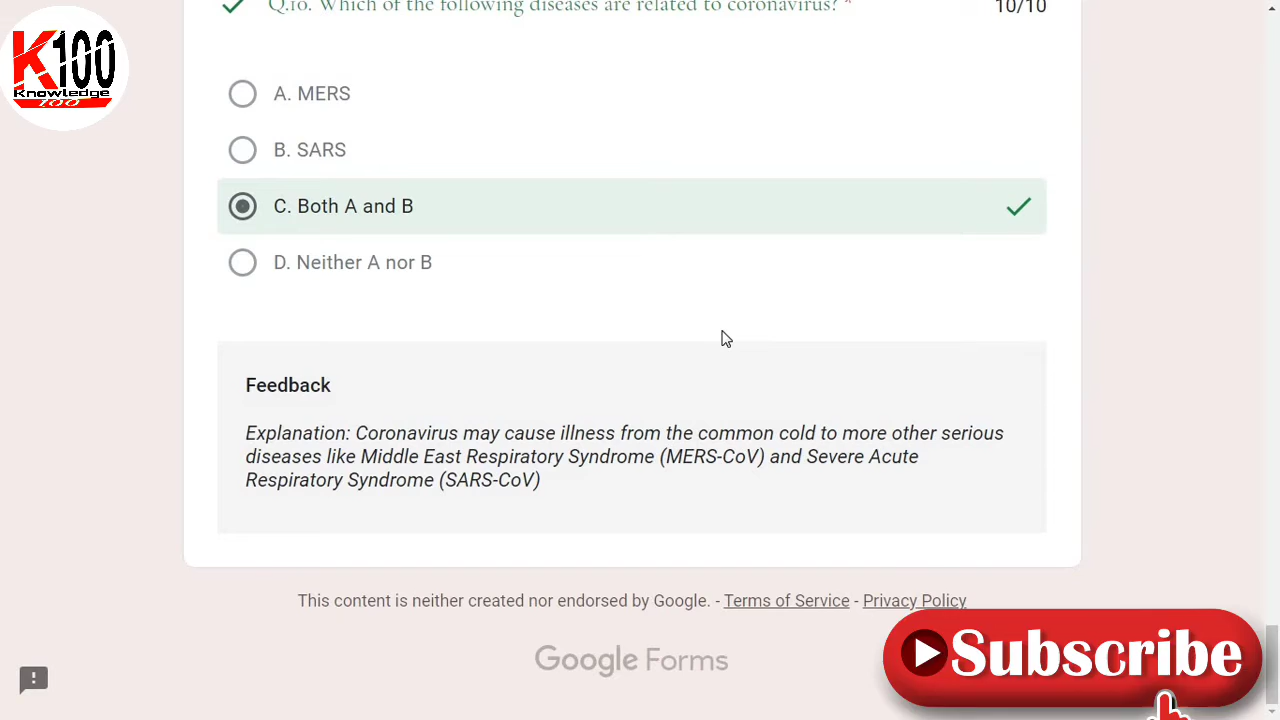 Q.10. Which of the following diseases are related to coronavirus? *
10/10
K100
Knowledge
100
A. MERS
B. SARS
C. Both A and B
D. Neither A nor B
Feedback
Explanation: Coronavirus may cause illness from the common cold to more other serious
diseases like Middle East Respiratory Syndrome (MERS-CoV) and Severe Acute
Respiratory Syndrome (SARS-CoV)
This content is neither created nor endorsed by Google. - Terms of Service - Privacy Policy
Subscribe
Google Forms